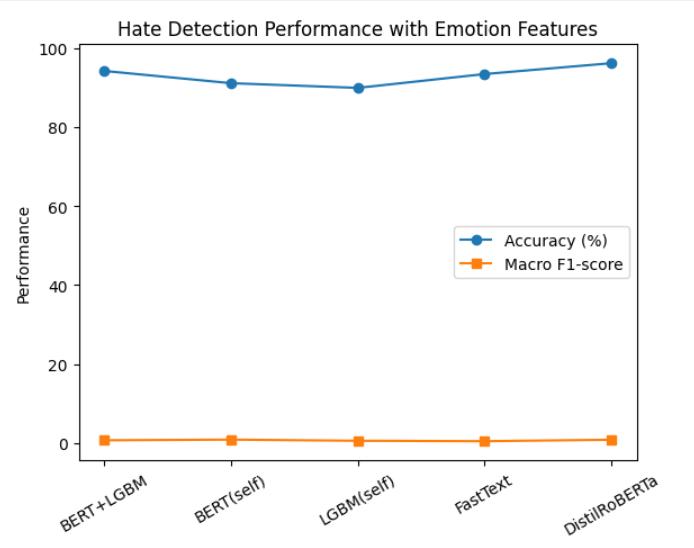 Hate Detection Performance with Emotion Features
100
80
60
40
20
0
Performance
Accuracy (%)
Macro F1-score
BERT+LGBM
BERT(self)
LGBM(self)
FastText
DistilRoBERTa